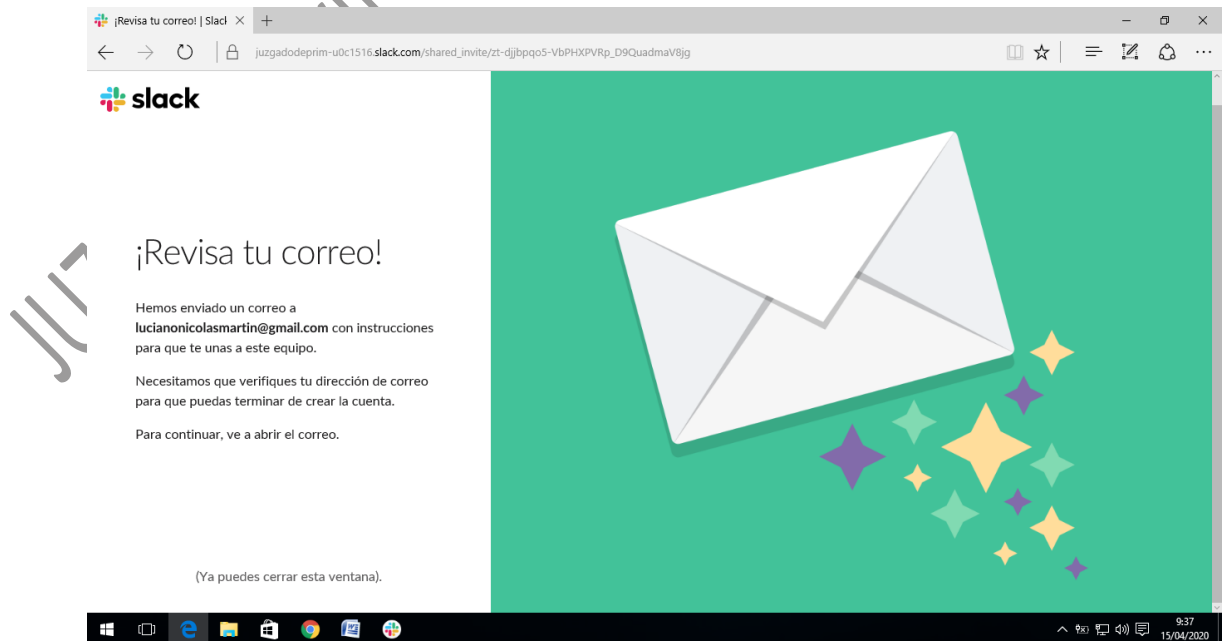 ¡Revisa tu correo! | Slack
juzgadodeprim-u0c1516.slack.com/shared_invite/zt-djjbpqo5-VbPHXPVRp_D9QuadmaV8jg
slack
¡Revisa tu correo!
Hemos enviado un correo a
lucianonicolasmartin@gmail.com con instrucciones
para que te unas a este equipo.
Necesitamos que verifiques tu dirección de correo
para que puedas terminar de crear la cuenta.
Para continuar, ve a abrir el correo.
(Ya puedes cerrar esta ventana).
9:37
15/04/2020